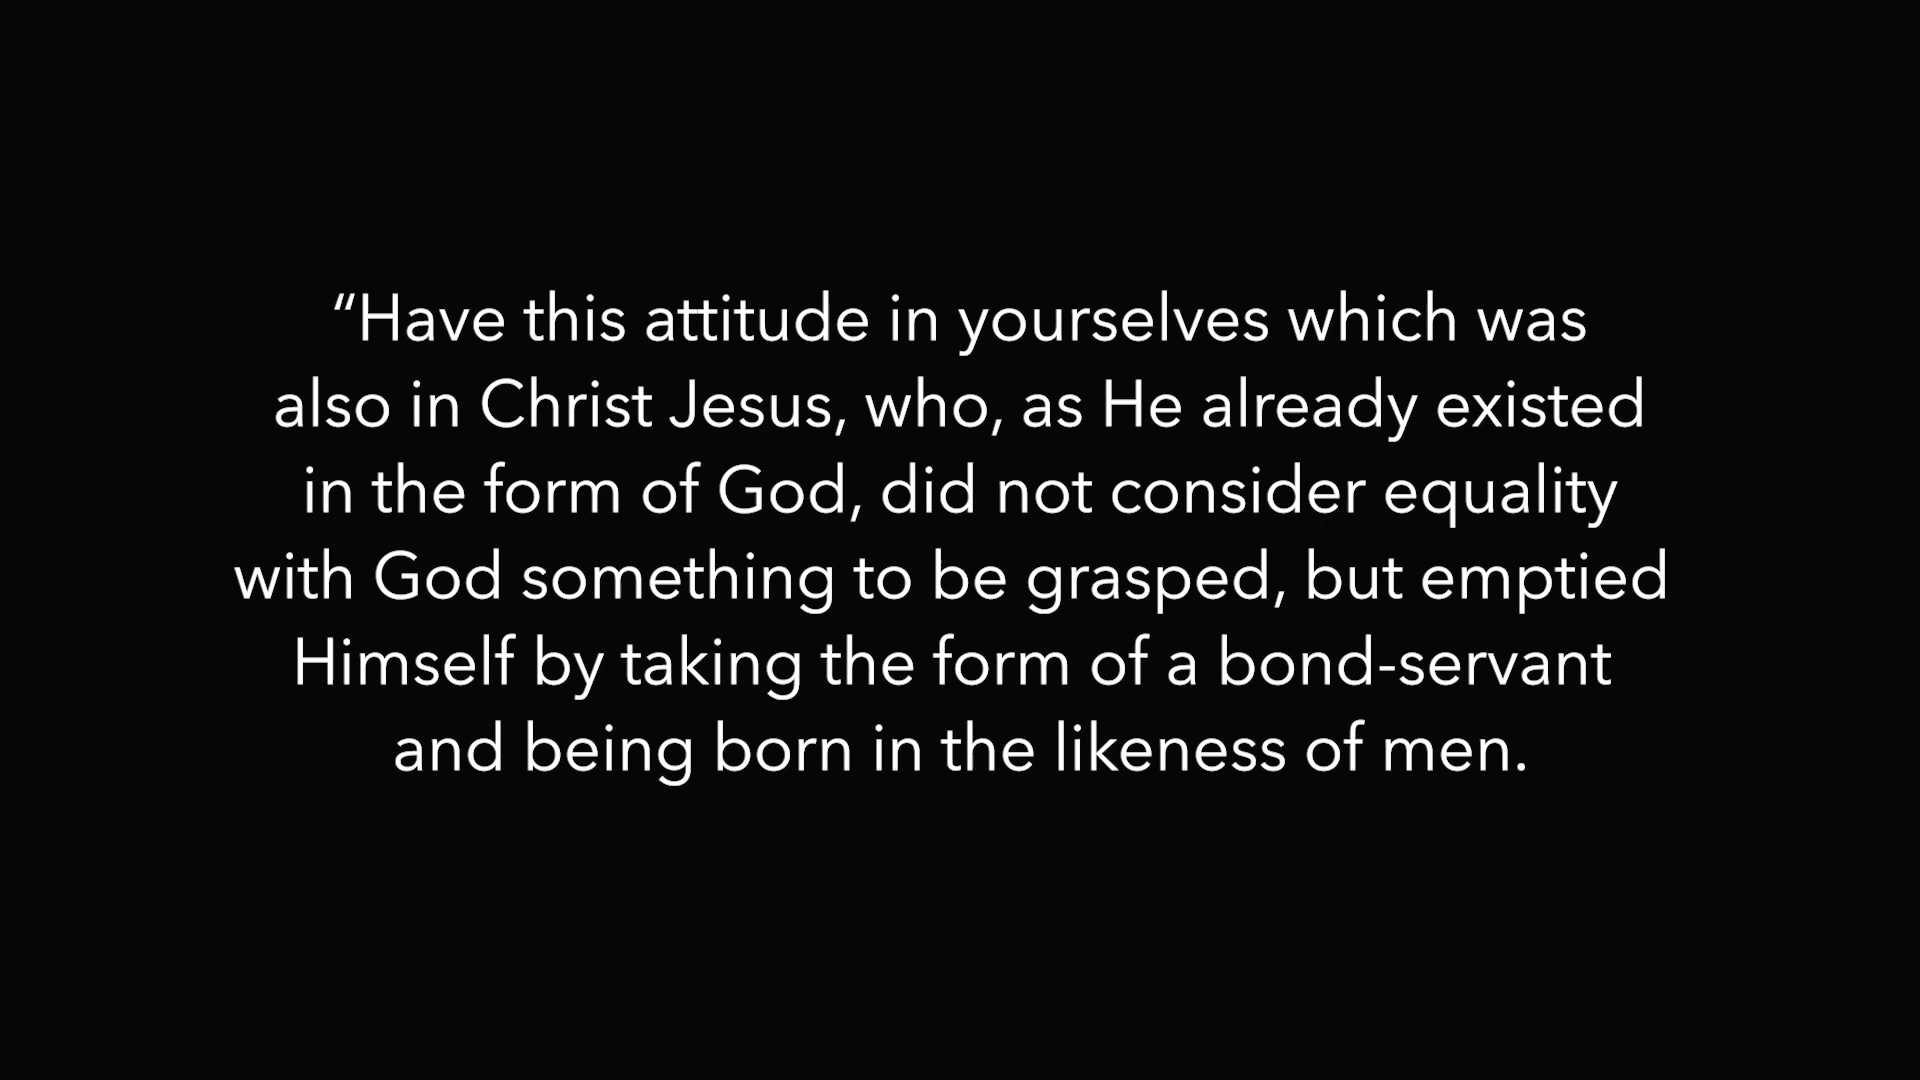 “Have this attitude in yourselves which was
also in Christ Jesus, who, as He already existed
in the form of God, did not consider equality
with God something to be grasped, but emptied
Himself by taking the form of a bond-servant
and being born in the likeness of men.